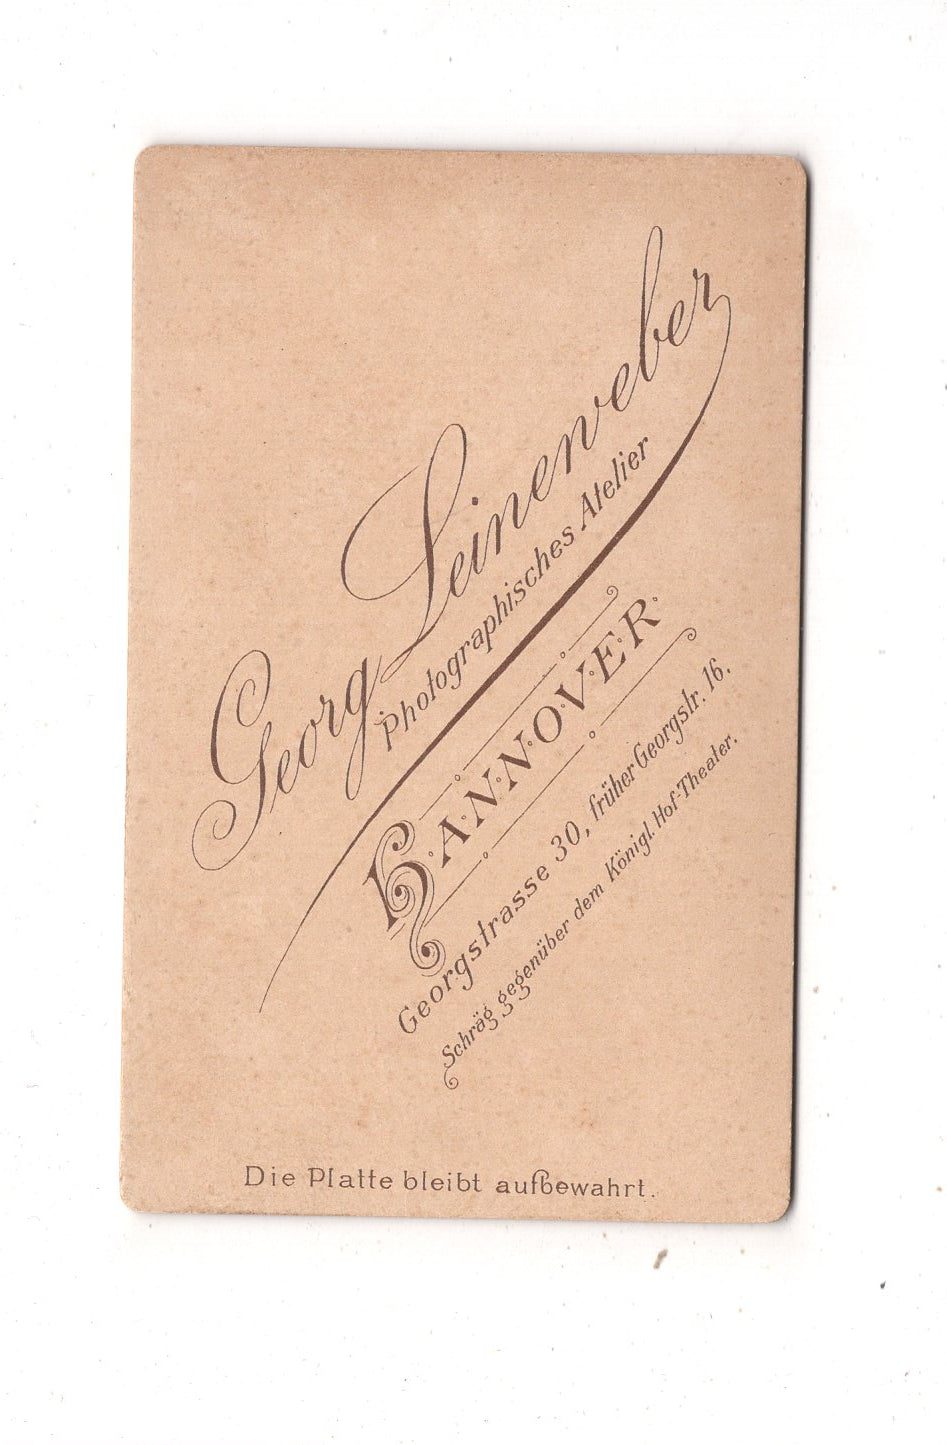 Georg Leineweber
Photographisches Atelier
HANNOVER.
Georgstrasse 30, früher Georgstr. 16.
Schräg gegenüber dem Königl. Hof-Theater.
Die Platte bleibt aufbewahrt.